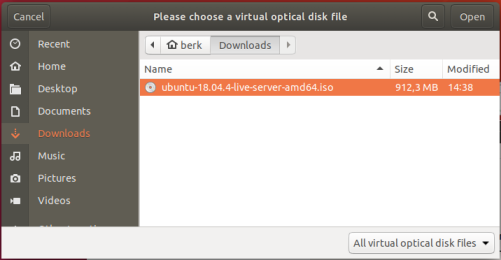 Cancel Please choose a virtual optical disk file Open
Recent
Home
Desktop
Documents
Downloads
Music
Pictures
Videos
berk Downloads
Name Size Modified
ubuntu-18.04.4-live-server-amd64.iso 912,3 MB 14:38
All virtual optical disk files